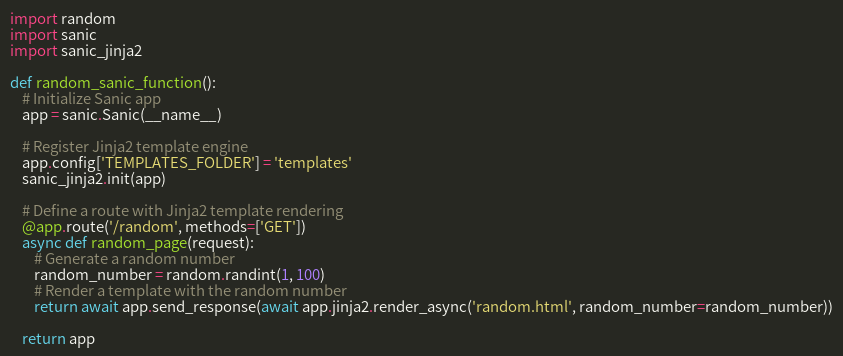 import random
import sanic
import sanic_jinja2

def random_sanic_function():
    # Initialize Sanic app
    app = sanic.Sanic(__name__)

    # Register Jinja2 template engine
    app.config['TEMPLATES_FOLDER'] = 'templates'
    sanic_jinja2.init(app)

    # Define a route with Jinja2 template rendering
    @app.route('/random', methods=['GET'])
    async def random_page(request):
        # Generate a random number
        random_number = random.randint(1, 100)
        # Render a template with the random number
        return await app.send_response(await app.jinja2.render_async('random.html', random_number=random_number))

    return app